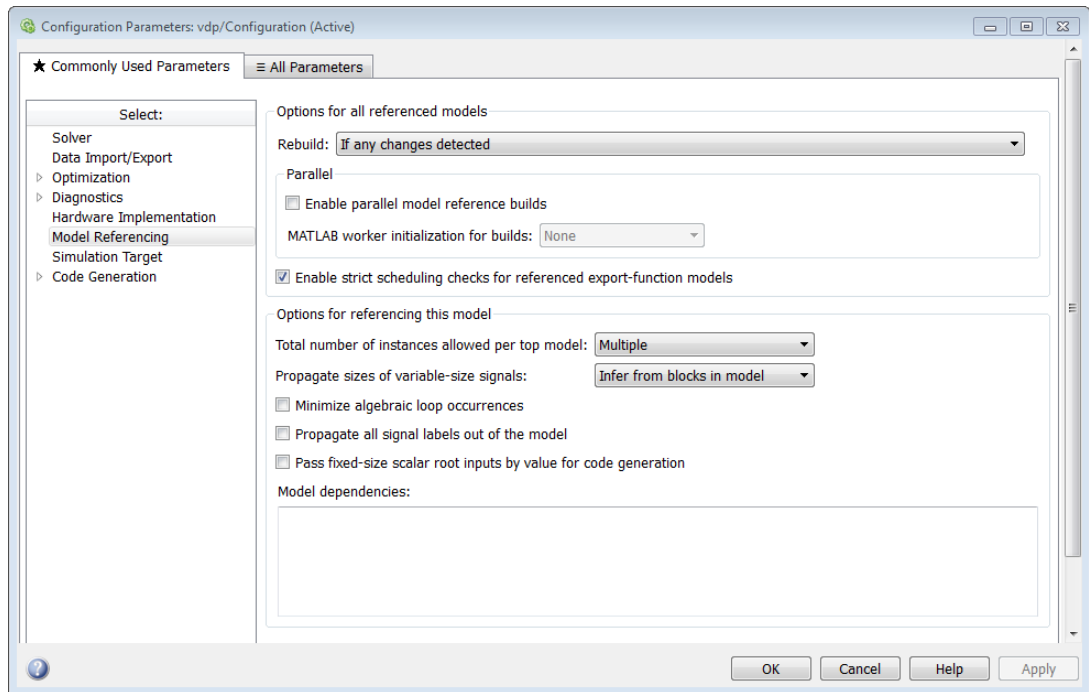 Configuration Parameters: vdp/Configuration (Active)
★ Commonly Used Parameters
≡ All Parameters
Select:
Solver
Data Import/Export
Optimization
Diagnostics
Hardware Implementation
Model Referencing
Simulation Target
Code Generation
Options for all referenced models
Rebuild: If any changes detected
Parallel
Enable parallel model reference builds
MATLAB worker initialization for builds: None
Enable strict scheduling checks for referenced export-function models
Options for referencing this model
Total number of instances allowed per top model: Multiple
Propagate sizes of variable-size signals: Infer from blocks in model
Minimize algebraic loop occurrences
Propagate all signal labels out of the model
Pass fixed-size scalar root inputs by value for code generation
Model dependencies:
? OK Cancel Help Apply